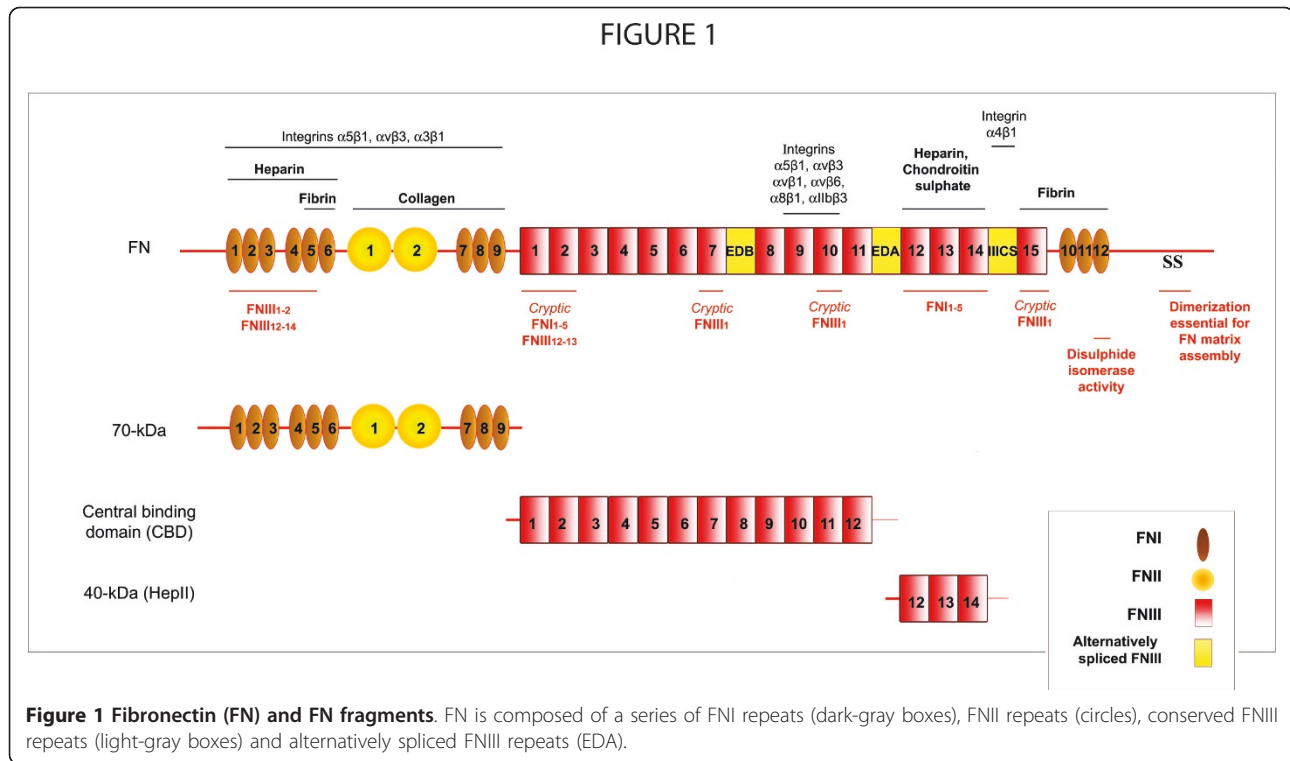 FIGURE 1
Integrins α5β1, αvβ3, α3β1
Heparin
Fibrin
Collagen
Integrins
α5β1, αvβ3
αvβ1, αvβ6,
α8β1, αIIbβ3
Heparin,
Chondroitin
sulphate
Integrin
α4β1
Fibrin
FN
1 2 3 4 5 6 1 2 7 8 9 1 2 3 4 5 6 7 EDB 8 9 10 11 EDA 12 13 14 IIICS 15 10 11 12
SS
FNIII1-2
FNIII12-14
Cryptic
FNI1-5
FNIII12-13
Cryptic
FNIII1
Cryptic
FNIII1
FNI1-5
Cryptic
FNIII1
Disulphide
isomerase
activity
Dimerization
essential for
FN matrix
assembly
70-kDa
1 2 3 4 5 6 1 2 7 8 9
Central binding
domain (CBD)
1 2 3 4 5 6 7 8 9 10 11 12
40-kDa (HepII)
12 13 14
FNI
FNII
FNIII
Alternatively
spliced FNIII
Figure 1 Fibronectin (FN) and FN fragments. FN is composed of a series of FNI repeats (dark-gray boxes), FNII repeats (circles), conserved FNIII
repeats (light-gray boxes) and alternatively spliced FNIII repeats (EDA).